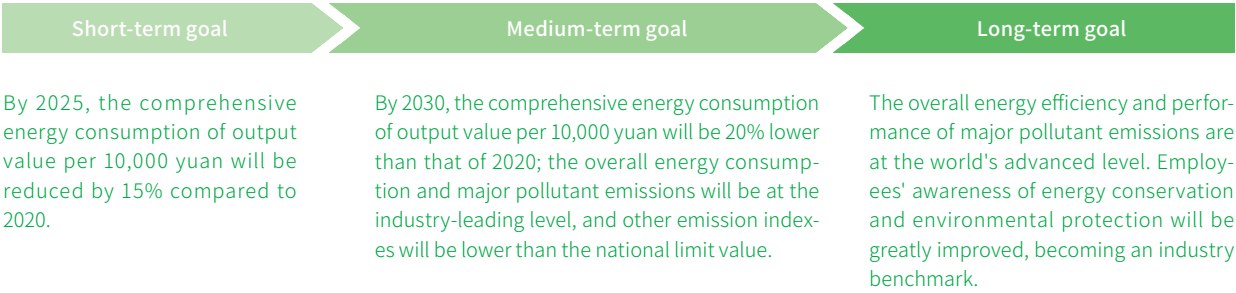 Short-term goal
Medium-term goal
Long-term goal
By 2025, the comprehensive
energy consumption of output
value per 10,000 yuan will be
reduced by 15% compared to
2020.
By 2030, the comprehensive energy consumption
of output value per 10,000 yuan will be 20% lower
than that of 2020; the overall energy consump-
tion and major pollutant emissions will be at the
industry-leading level, and other emission index-
es will be lower than the national limit value.
The overall energy efficiency and perfor-
mance of major pollutant emissions are
at the world's advanced level. Employ-
ees' awareness of energy conservation
and environmental protection will be
greatly improved, becoming an industry
benchmark.